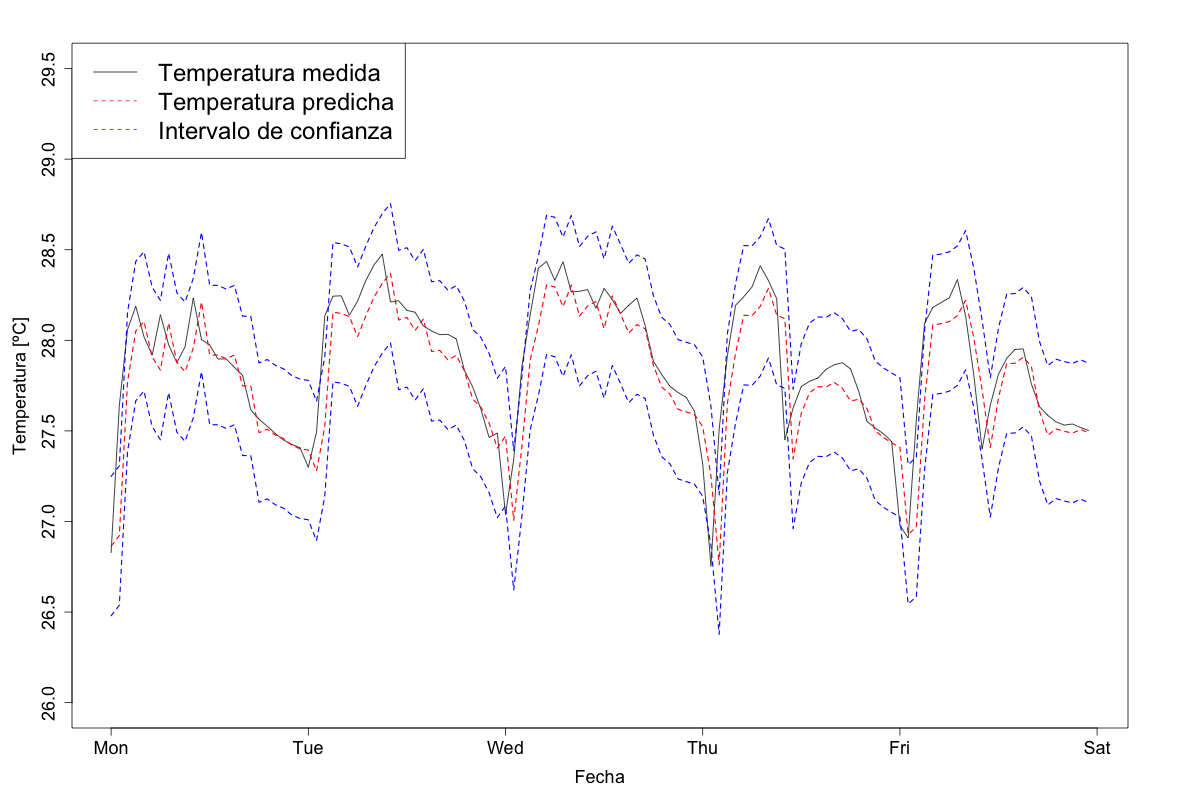 Temperatura medida
Temperatura predicha
Intervalo de confianza
29.5
29.0
28.5
28.0
27.5
27.0
26.5
26.0
Temperatura [ºC]
Mon Tue Wed Thu Fri Sat
Fecha